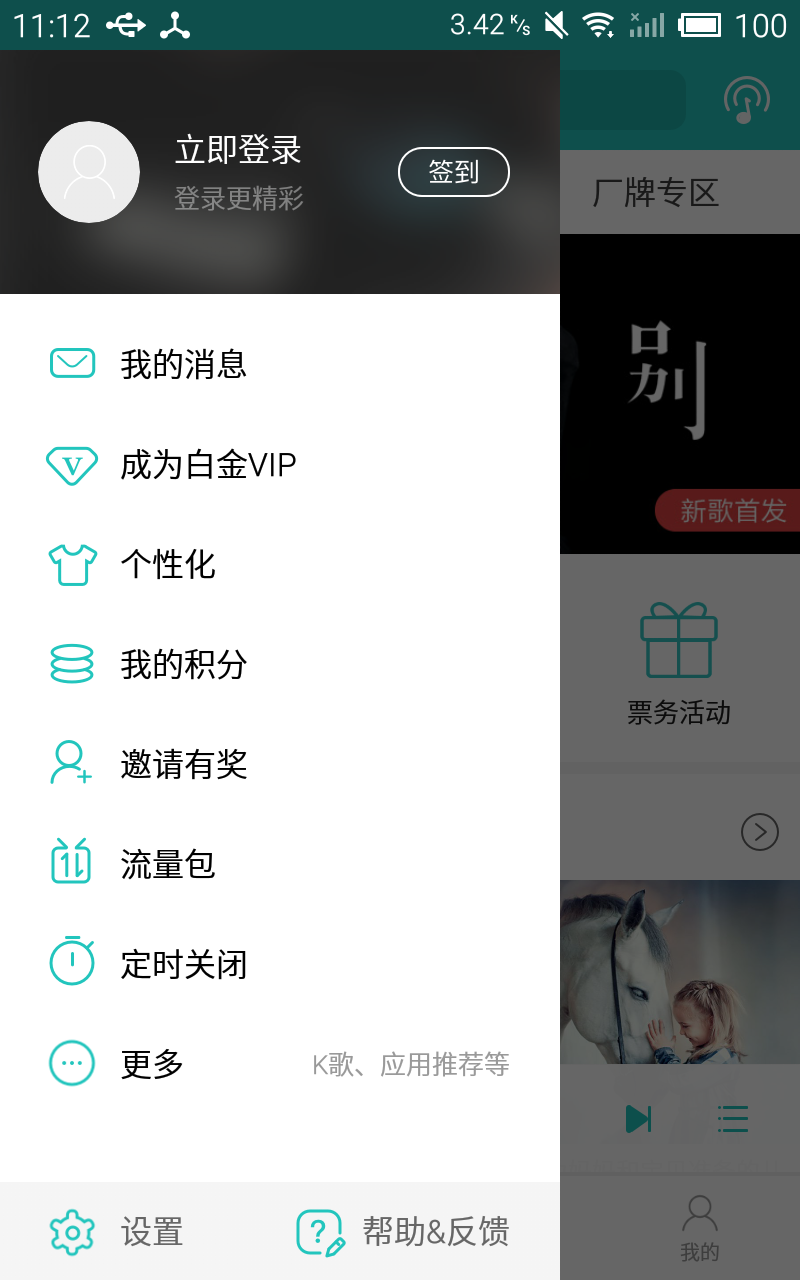 11:12
3.42 K/s
100
立即登录
登录更精彩
签到
厂牌专区
别
新歌首发
我的消息
成为白金VIP
个性化
我的积分
票务活动
邀请有奖
流量包
定时关闭
更多
K歌、应用推荐等
设置
帮助&反馈
我的